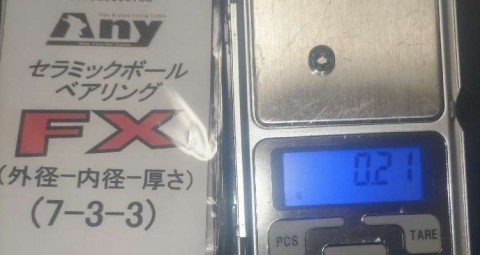 Any
セラミックボール
ベアリング
FX
(外径ー内径ー厚さ)
(7-3-3)
0.21
g
PCS
TARE